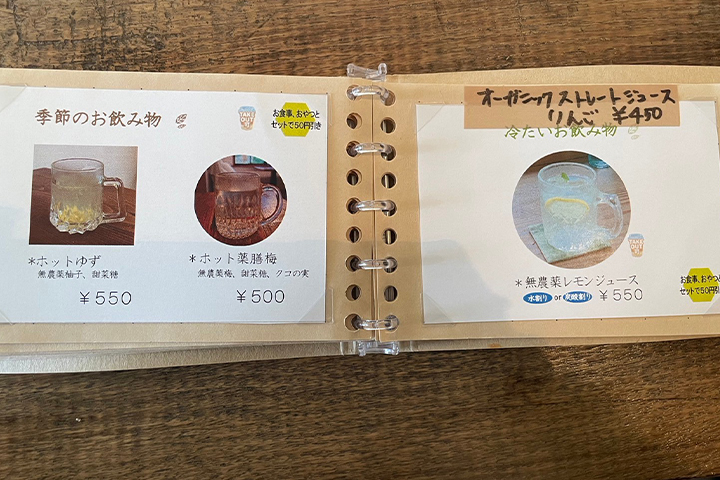 季節のお飲み物
TAKE OUT
お食事、おやつと
セットで50円引き
*ホットゆず
無農薬柚子、甜菜糖
¥550
*ホット薬膳梅
無農薬梅、甜菜糖、クコの実
¥500
オーガニックストレートジュース
りんご ¥450
冷たいお飲み物
TAKE OUT
*無農薬レモンジュース
水割り or 炭酸割り ¥550
お食事、おやつと
セットで50円引き